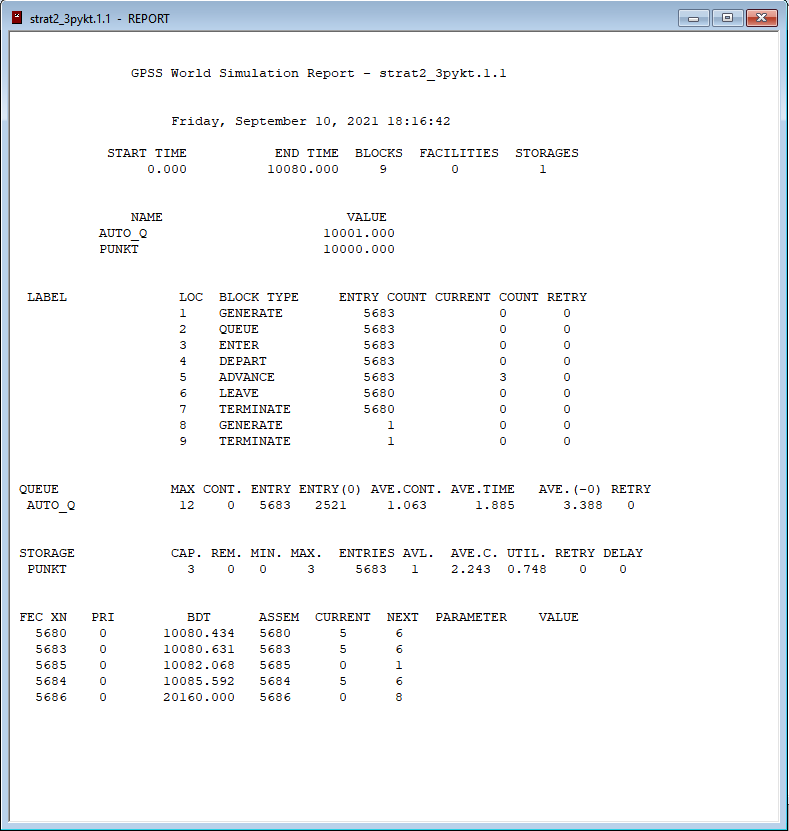 strat2_3pykt.1.1 - REPORT
GPSS World Simulation Report - strat2_3pykt.1.1
Friday, September 10, 2021 18:16:42
START TIME END TIME BLOCKS FACILITIES STORAGES
0.000 10080.000 9 0 1
NAME VALUE
AUTO_Q 10001.000
PUNKT 10000.000
LABEL LOC BLOCK TYPE ENTRY COUNT CURRENT COUNT RETRY
1 GENERATE 5683 0 0
2 QUEUE 5683 0 0
3 ENTER 5683 0 0
4 DEPART 5683 0 0
5 ADVANCE 5683 3 0
6 LEAVE 5680 0 0
7 TERMINATE 5680 0 0
8 GENERATE 1 0 0
9 TERMINATE 1 0 0
QUEUE MAX CONT. ENTRY ENTRY(0) AVE.CONT. AVE.TIME AVE.(-0) RETRY
AUTO_Q 12 0 5683 2521 1.063 1.885 3.388 0
STORAGE CAP. REM. MIN. MAX. ENTRIES AVL. AVE.C. UTIL. RETRY DELAY
PUNKT 3 0 0 3 5683 1 2.243 0.748 0 0
FEC XN PRI BDT ASSEM CURRENT NEXT PARAMETER VALUE
5680 0 10080.434 5680 5 6
5683 0 10080.631 5683 5 6
5685 0 10082.068 5685 0 1
5684 0 10085.592 5684 5 6
5686 0 20160.000 5686 0 8